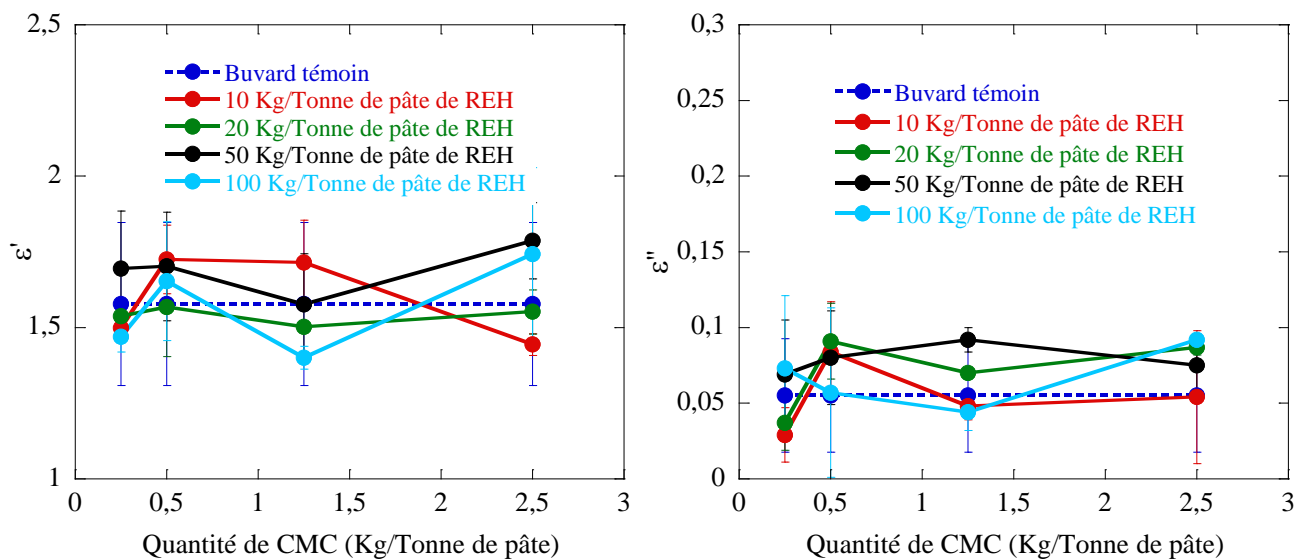 2,5
2
1,5
1
ε'
Buvard témoin
10 Kg/Tonne de pâte de REH
20 Kg/Tonne de pâte de REH
50 Kg/Tonne de pâte de REH
100 Kg/Tonne de pâte de REH
0 0,5 1 1,5 2 2,5 3
Quantité de CMC (Kg/Tonne de pâte)
0,3
0,25
0,2
0,15
0,1
0,05
0
ε"
Buvard témoin
10 Kg/Tonne de pâte de REH
20 Kg/Tonne de pâte de REH
50 Kg/Tonne de pâte de REH
100 Kg/Tonne de pâte de REH
0 0,5 1 1,5 2 2,5 3
Quantité de CMC (Kg/Tonne de pâte)